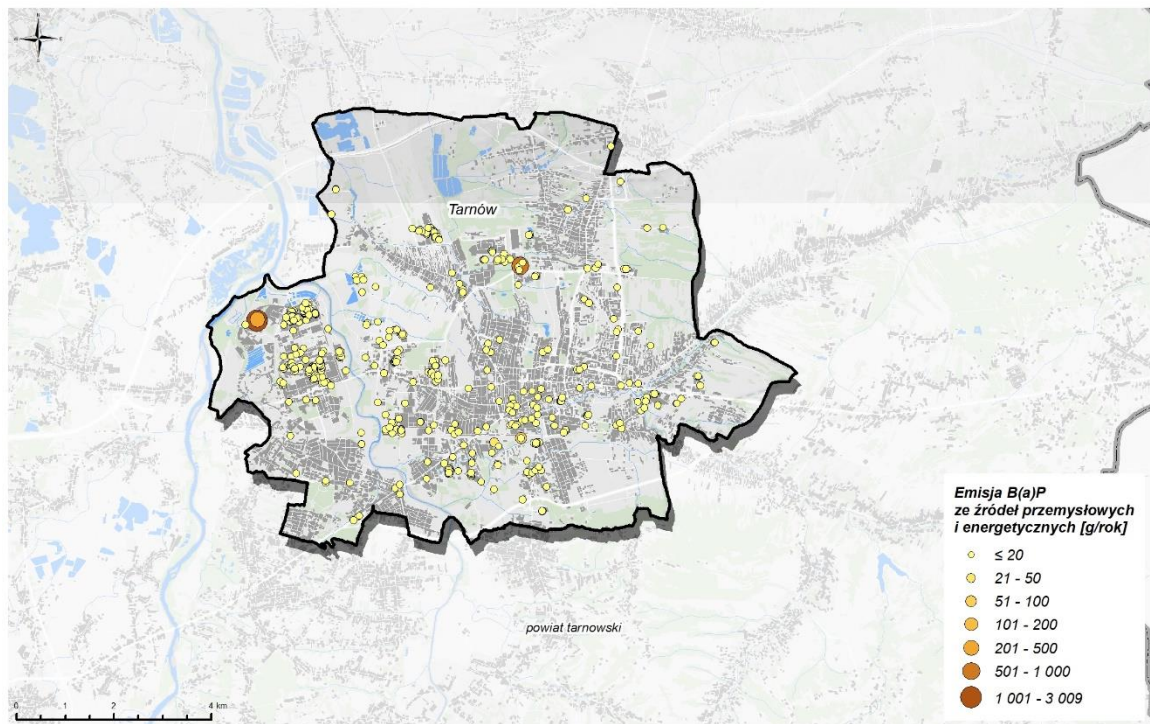 Tarnów
powiat tarnowski
Emisja B(a)P
ze źródeł przemysłowych
i energetycznych [g/rok]
≤ 20
21 - 50
51 - 100
101 - 200
201 - 500
501 - 1 000
1 001 - 3 009
0 1 2 4 km